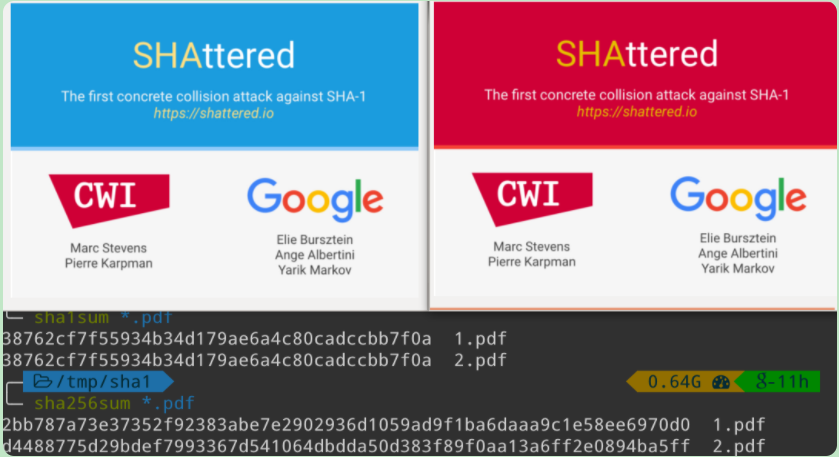 SHAttered
The first concrete collision attack against SHA-1
https://shattered.io
CWI
Marc Stevens
Pierre Karpman
Google
Elie Bursztein
Ange Albertini
Yarik Markov
SHAttered
The first concrete collision attack against SHA-1
https://shattered.io
CWI
Marc Stevens
Pierre Karpman
Google
Elie Bursztein
Ange Albertini
Yarik Markov
sha1sum *.pdf
38762cf7f55934b34d179ae6a4c80cadccbb7f0a 1.pdf
38762cf7f55934b34d179ae6a4c80cadccbb7f0a 2.pdf
/tmp/sha1 0.64G 8-11h
sha256sum *.pdf
2bb787a73e37352f92383abe7e2902936d1059ad9f1ba6daaa9c1e58ee6970d0 1.pdf
d4488775d29bdef7993367d541064dbdda50d383f89f0aa13a6ff2e0894ba5ff 2.pdf